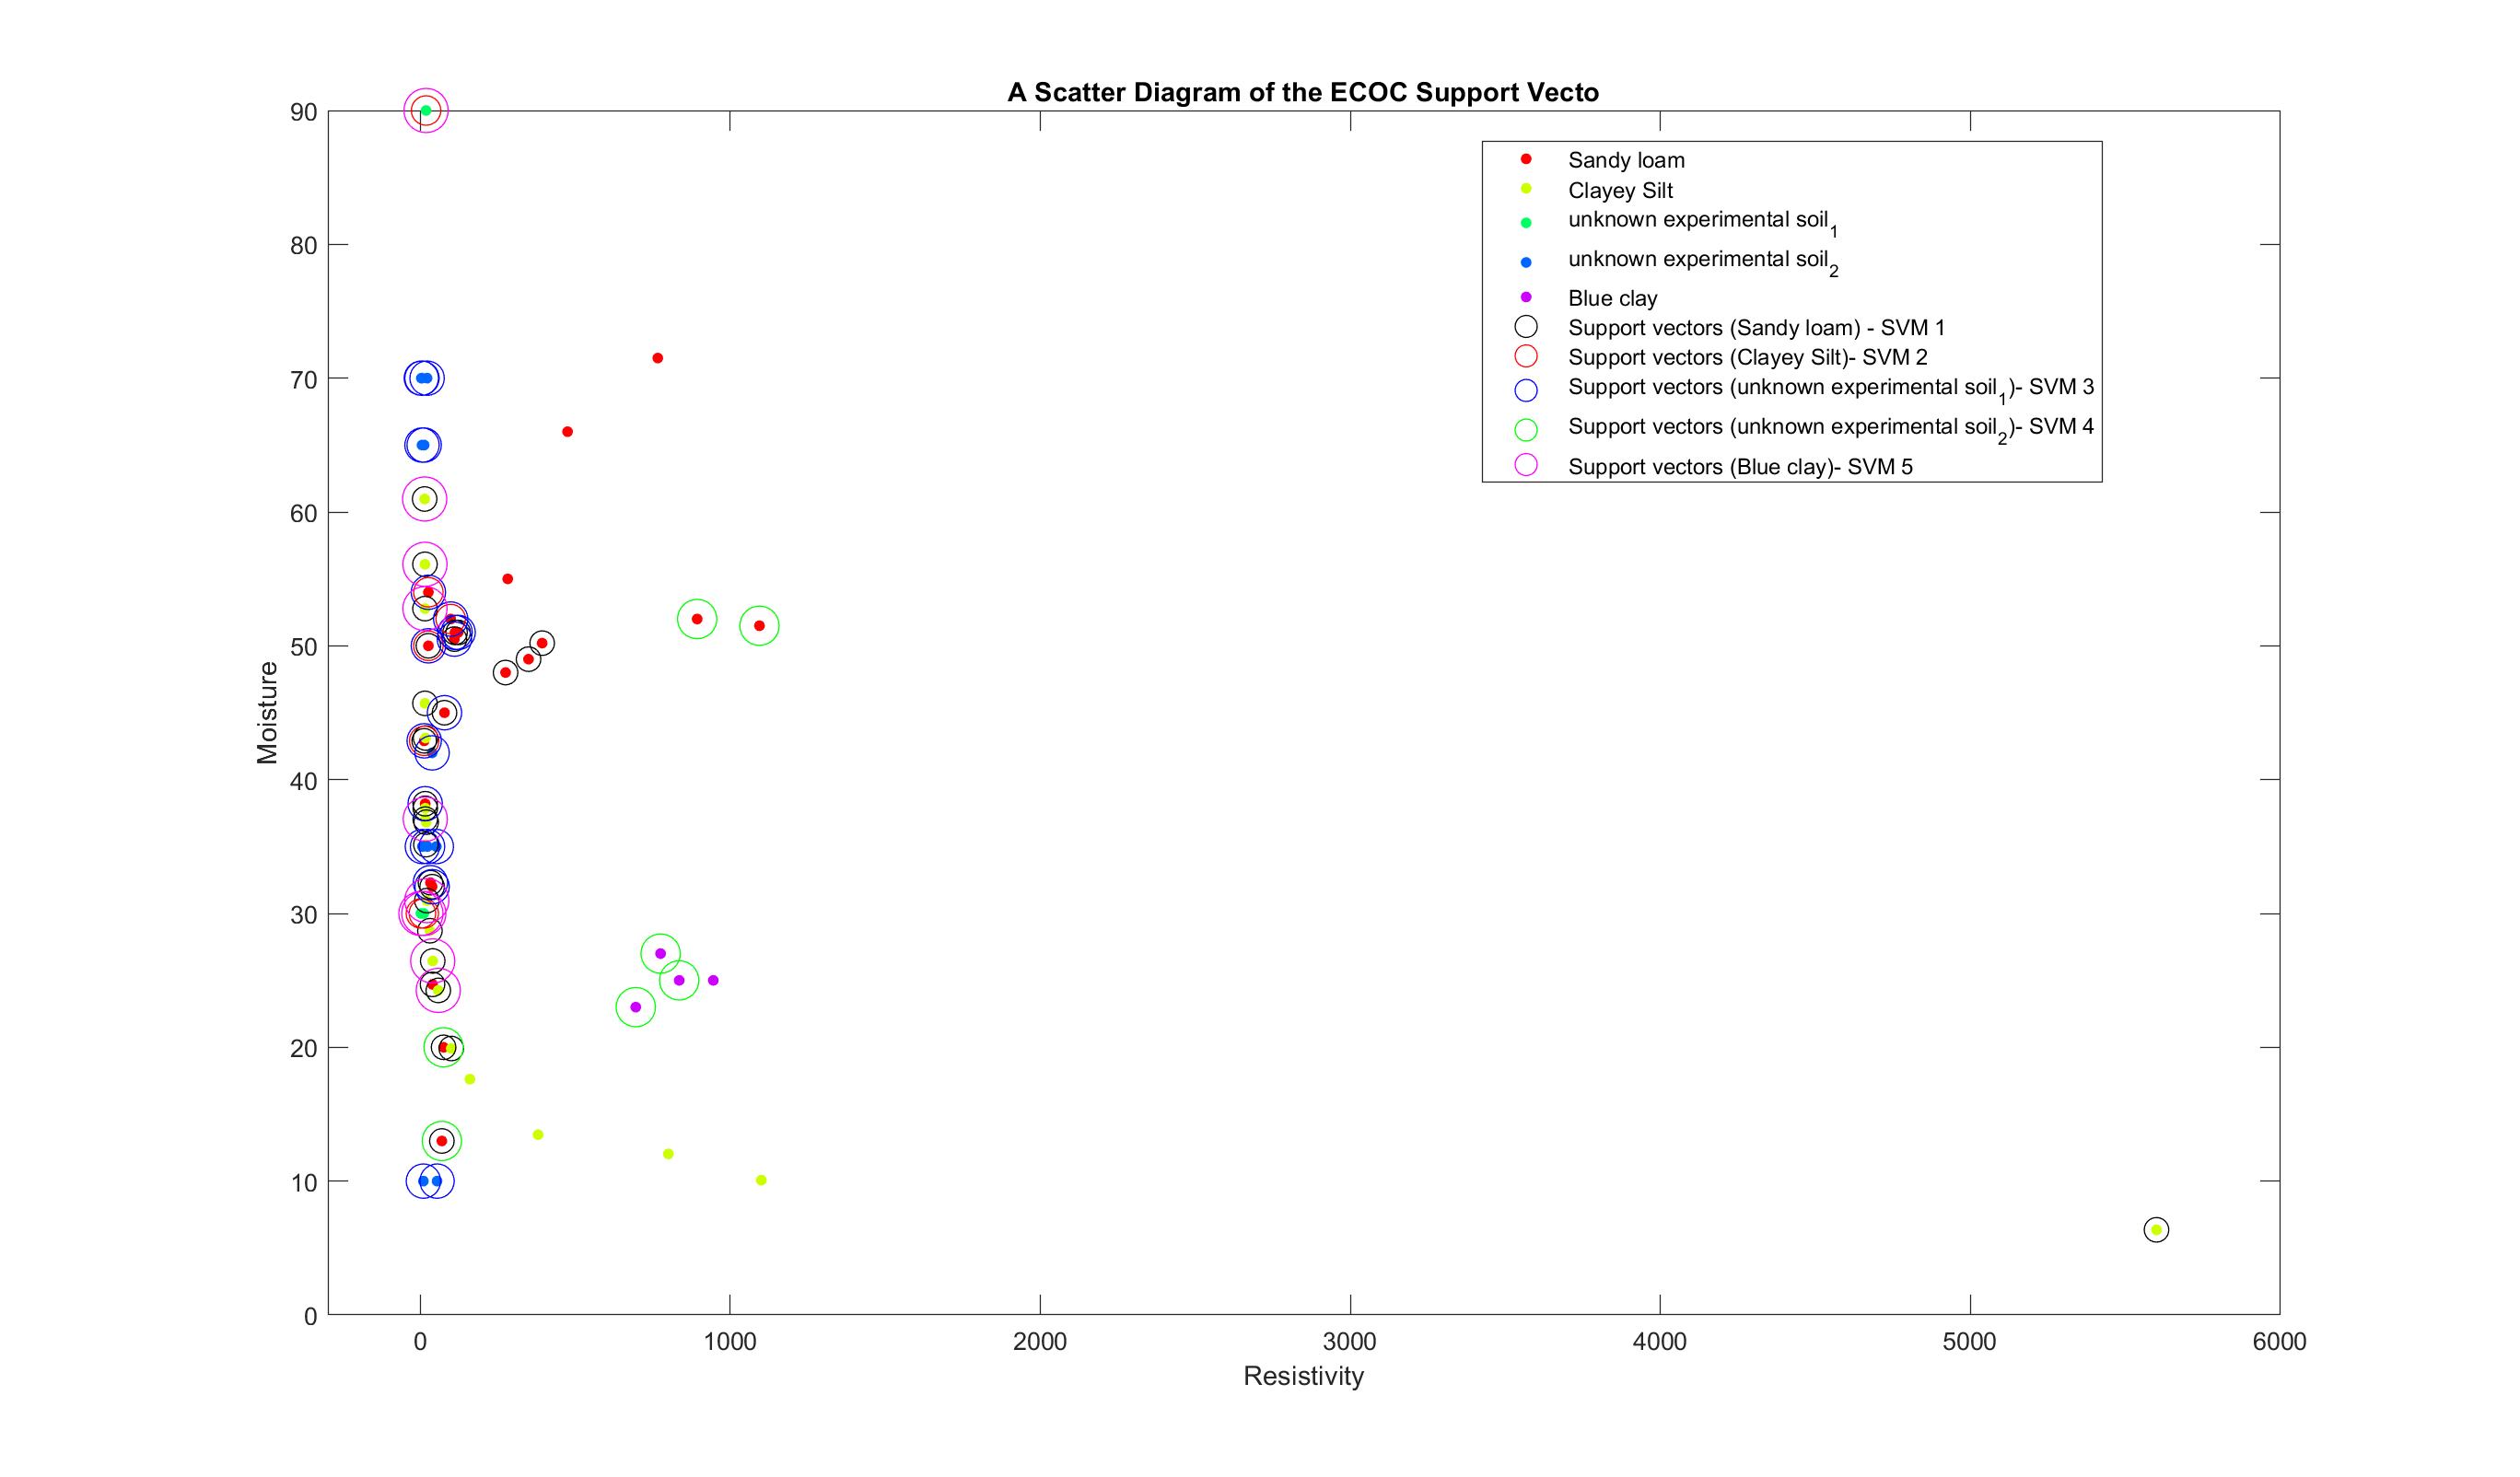 A Scatter Diagram of the ECOC Support Vecto
90
80
70
60
50
40
30
20
10
0
Moisture
Sandy loam
Clayey Silt
unknown experimental soil1
unknown experimental soil2
Blue clay
Support vectors (Sandy loam) - SVM 1
Support vectors (Clayey Silt)- SVM 2
Support vectors (unknown experimental soil1)- SVM 3
Support vectors (unknown experimental soil2)- SVM 4
Support vectors (Blue clay)- SVM 5
0 1000 2000 3000 4000 5000 6000
Resistivity